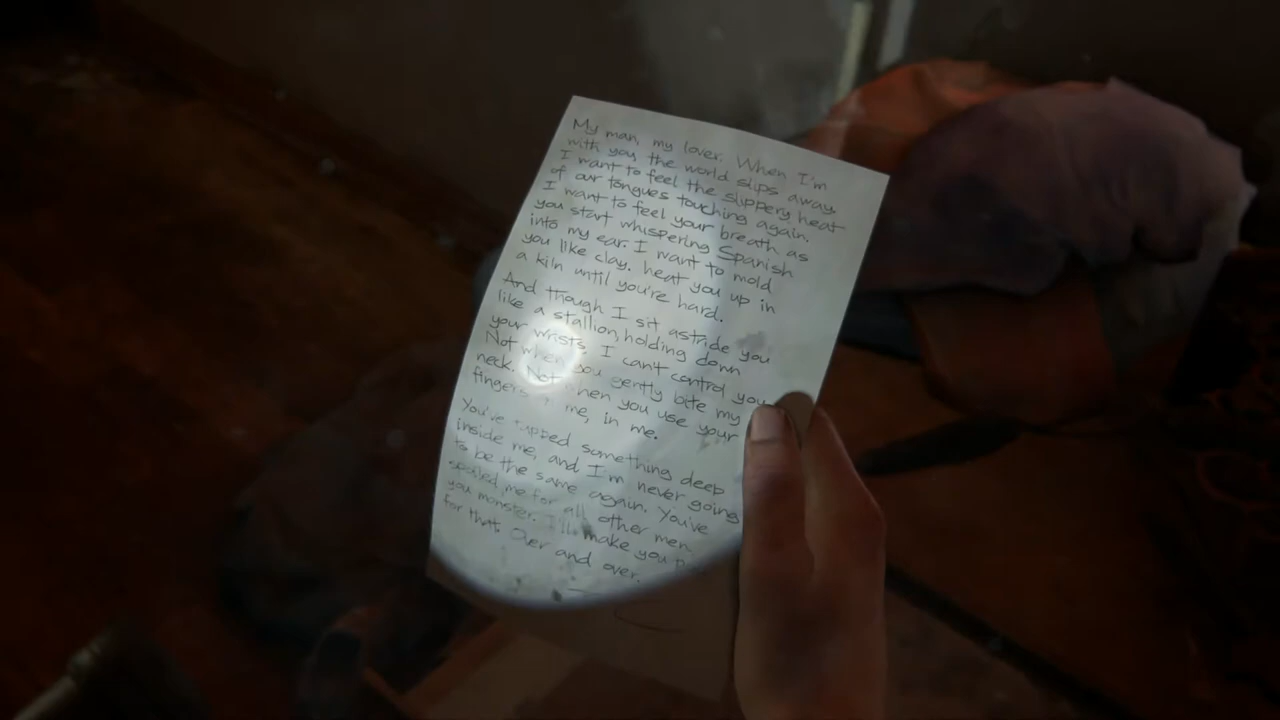 My man, my lover. When I'm
with you the world slips away.
I want to feel the slippery heat
of our tongues touching again.
I want to feel your breath as
you start whispering Spanish
into my ear. I want to mold
you like clay. heat you up in
a kiln until you're hard.
And though I sit astride you
like a stallion, holding down
your wrists. I can't control you
Not when you gently bite my
neck. Not when you use your
fingers on me, in me.
You've tapped something deep
inside me, and I'm never going
to be the same again. You've
spoiled me for all other men
you monster. I'll make you
for that. Over and over.